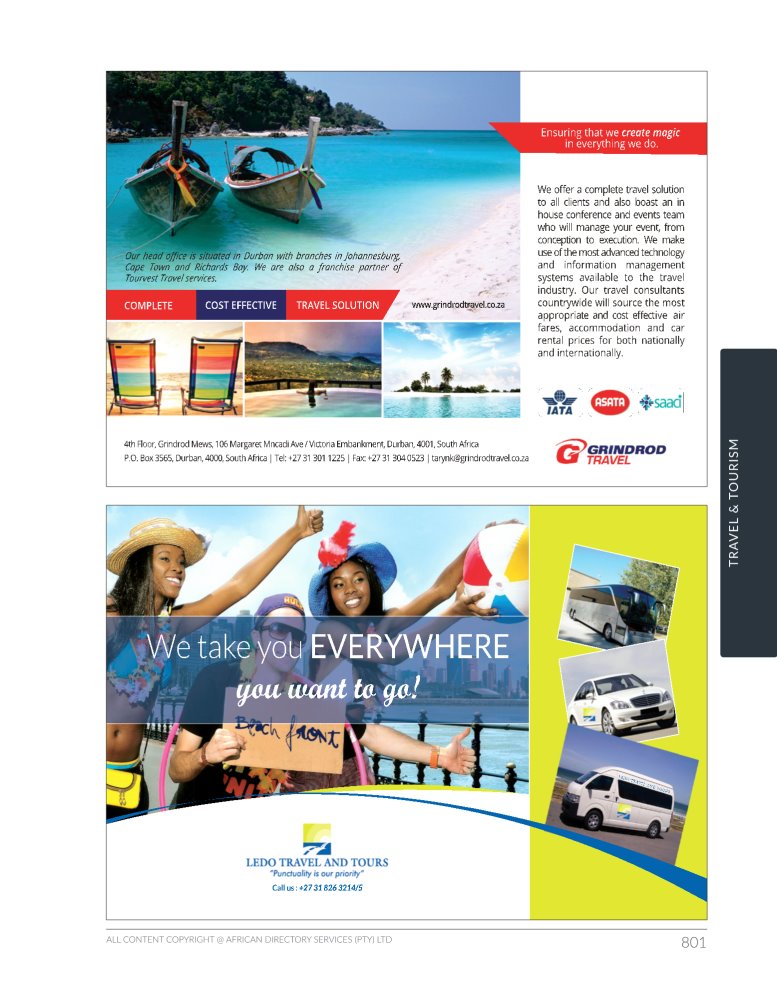 Ensuring that we create magic
in everything we do.
We offer a complete travel solution
to all clients and also boast an in
house conference and events team
who will manage your event, from
conception to execution. We make
use of the most advanced technology
and information management
systems available to the travel
industry. Our travel consultants
countrywide will source the most
appropriate and cost effective air
fares, accommodation and car
rental prices for both nationally
and internationally.
Our head office is situated in Durban with branches in Johannesburg,
Cape Town and Richards Bay. We are also a franchise partner of
Tourvest Travel services.
COMPLETE COST EFFECTIVE TRAVEL SOLUTION www.grindrodtravel.co.za
IATA ASATA saaci
4th Floor, Grindrod Mews, 106 Margaret Mncadi Ave / Victoria Embankment, Durban, 4001, South Africa
P.O. Box 3565, Durban, 4000, South Africa | Tel: +27 31 301 1225 | Fax: +27 31 304 0523 | tarynk@grindrodtravel.co.za
GRINDROD
TRAVEL
TRAVEL & TOURISM
We take you EVERYWHERE
you want to go!
Beach front
LEDO TRAVEL AND TOURS
LEDO TRAVEL AND TOURS
"Punctuality is our priority"
Call us : +27 31 826 3214/5
ALL CONTENT COPYRIGHT @ AFRICAN DIRECTORY SERVICES (PTY) LTD
801